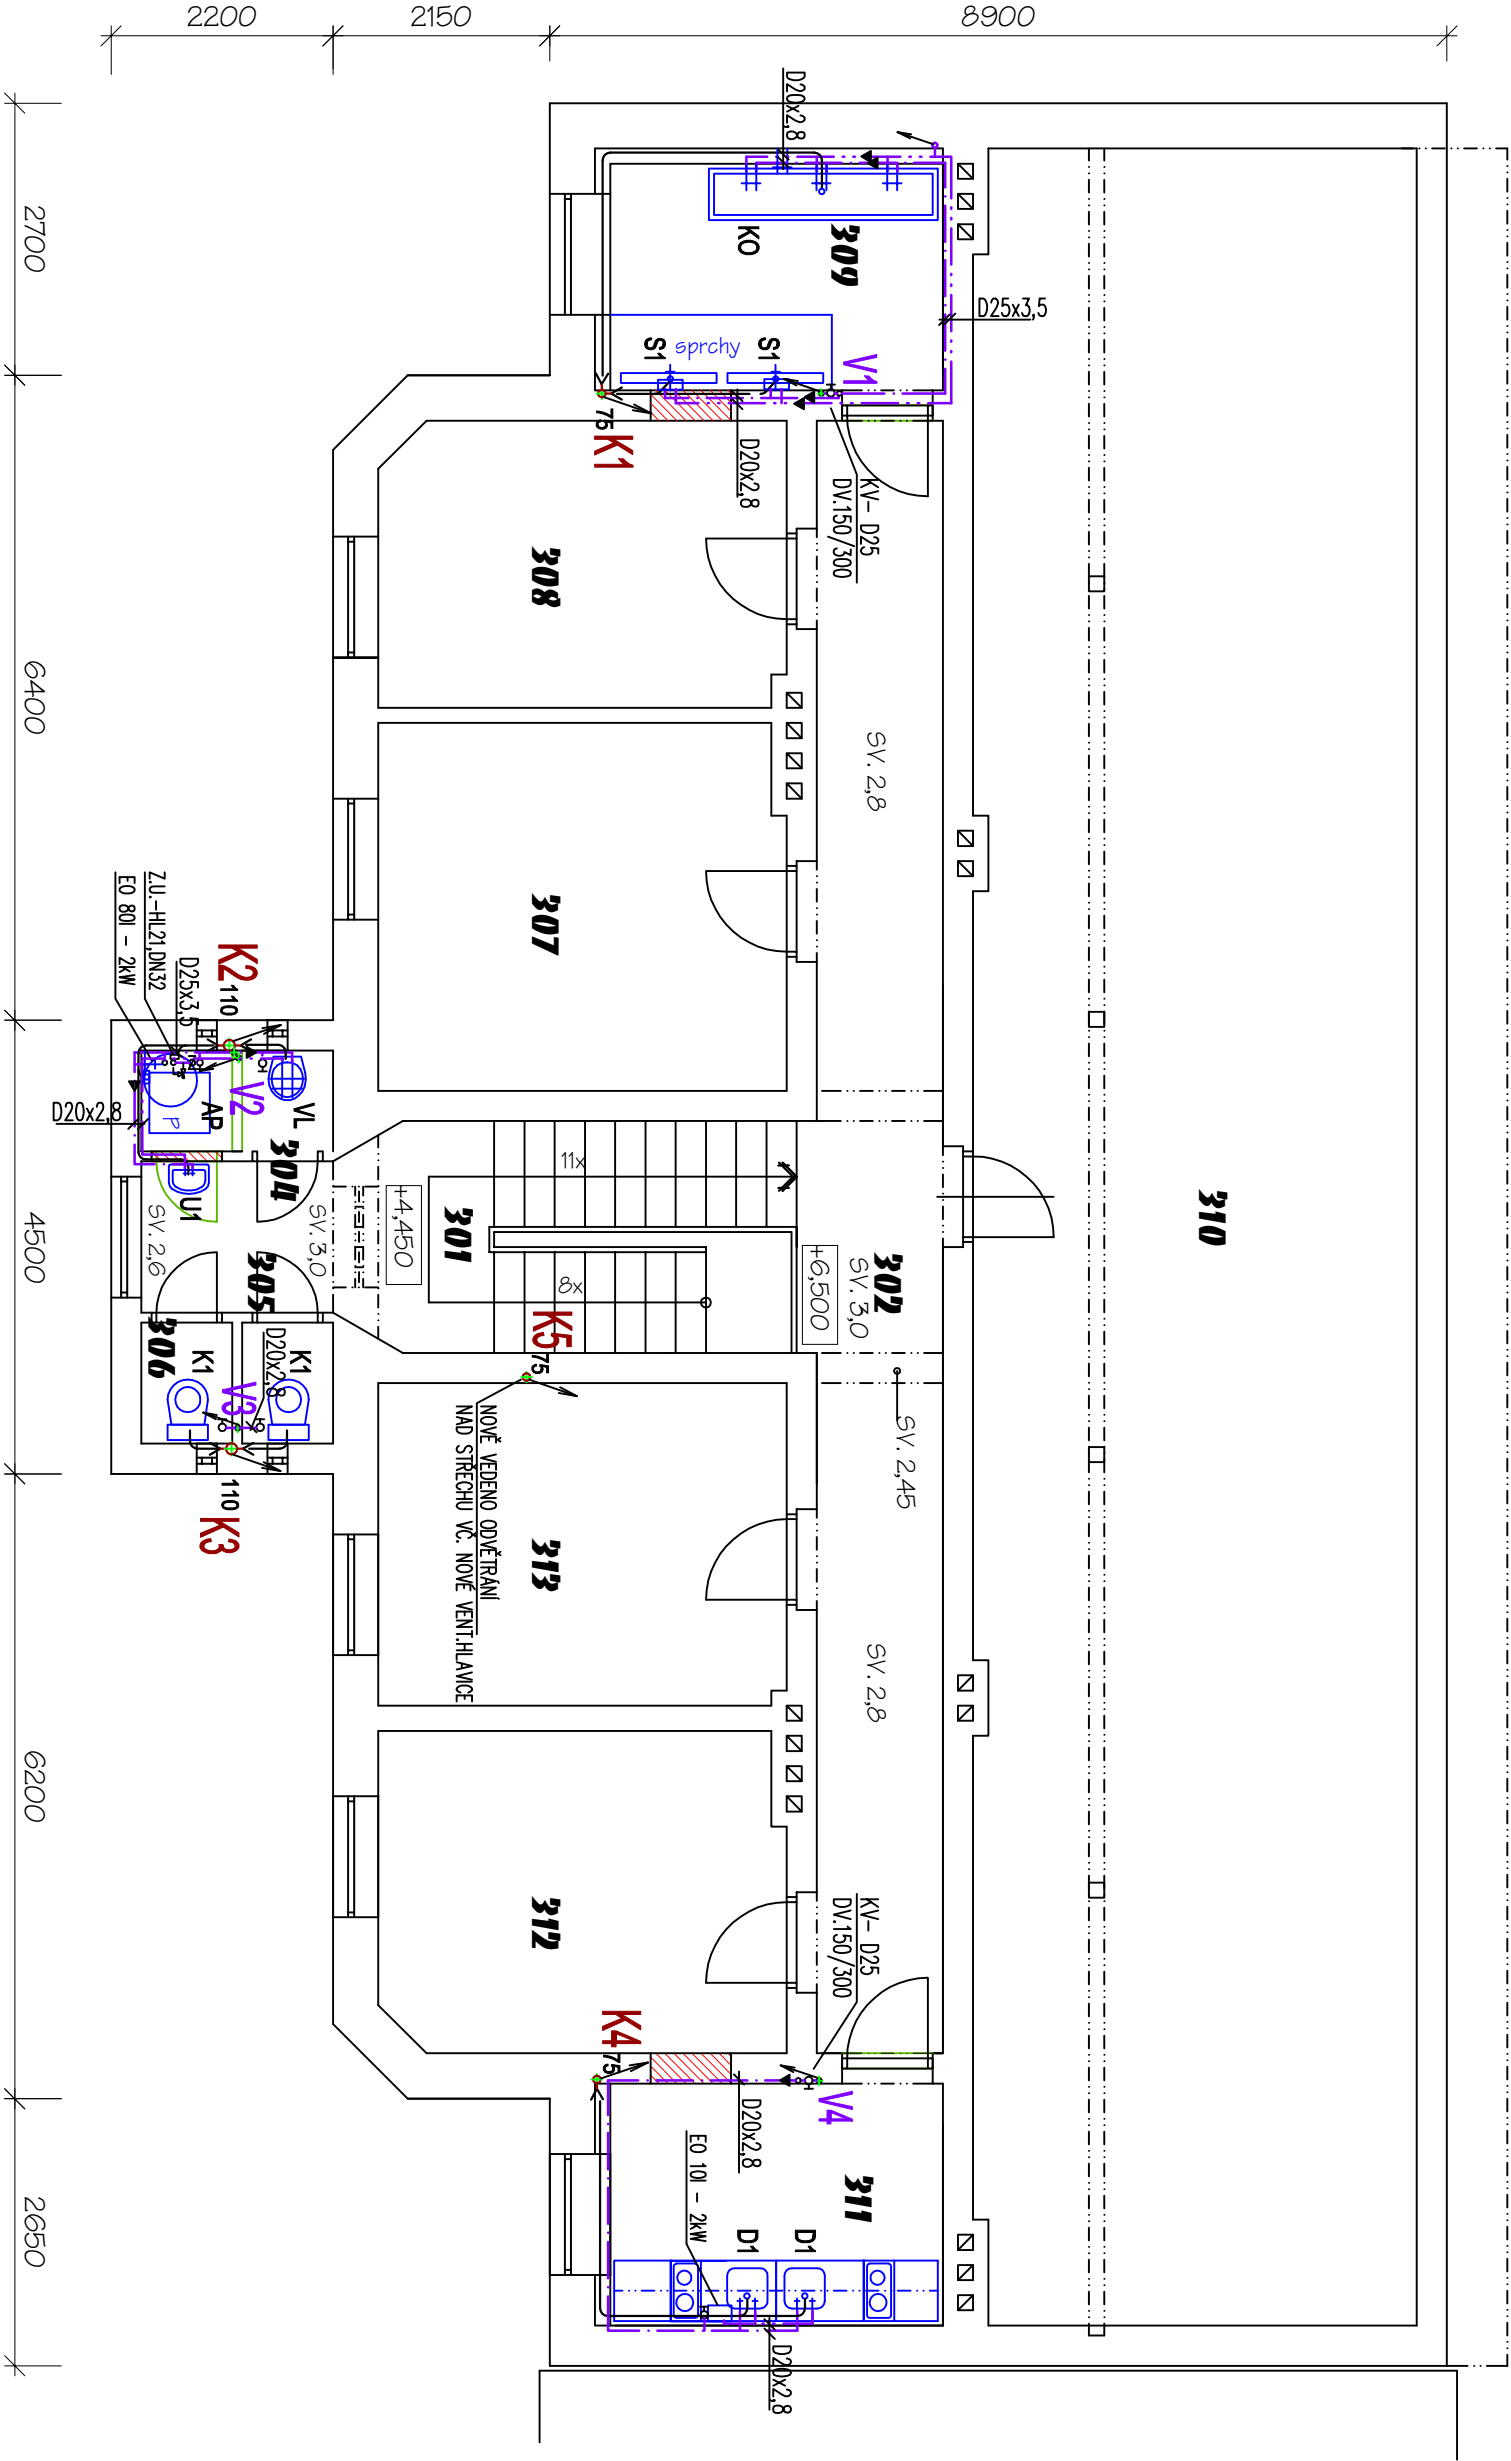 2200
2150
8900
2700
6400
4500
6200
2650
D20x2,8
309
KO
D25x3,5
S1
sprchy
S1
V1
75
K1
D20x2,8
KV- D25
DV.150/300
308
SV. 2,8
307
310
Z.U.-HL21,DN32
EO 80l - 2kW
K2
110
D25x3,5
V2
VL
AP
P
D20x2,8
304
U1
SV. 2,6
SV. 3,0
+4,450
301
11x
8x
302
SV. 3,0
+6,500
305
306
K1
K1
D20x2,8
V3
110
K3
K5
75
NOVĚ VEDENO ODVĚTRÁNÍ
NAD STŘECHU VČ. NOVÉ VENT.HLAVICE
SV. 2,45
313
SV. 2,8
312
KV- D25
DV.150/300
K4
75
V4
D20x2,8
EO 10l - 2kW
311
D1
D1
D20x2,8